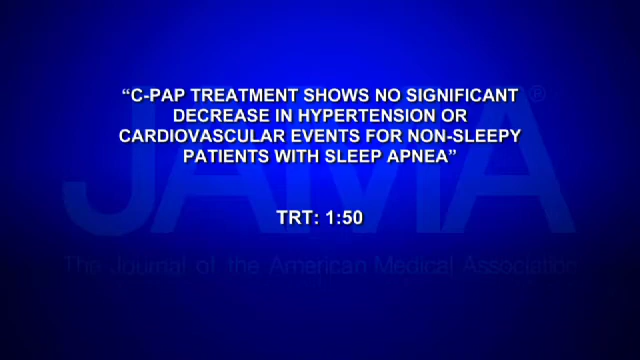 “C-PAP TREATMENT SHOWS NO SIGNIFICANT
DECREASE IN HYPERTENSION OR
CARDIOVASCULAR EVENTS FOR NON-SLEEPY
PATIENTS WITH SLEEP APNEA”
TRT: 1:50
JAMA®
The Journal of the American Medical Association